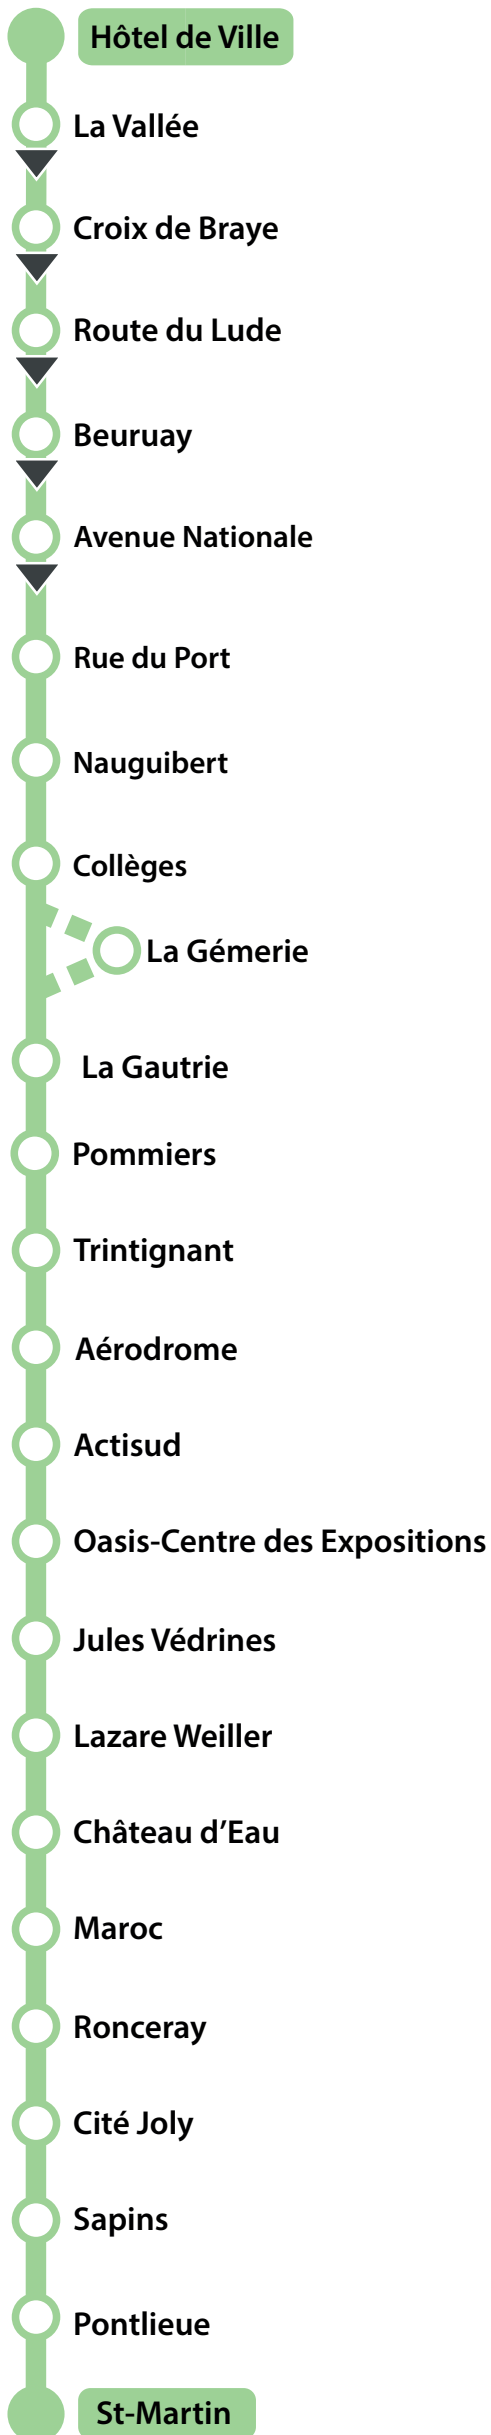 Hôtel de Ville
La Vallée
Croix de Braye
Route du Lude
Beuruay
Avenue Nationale
Rue du Port
Nauguibert
Collèges
La Gémerie
La Gautrie
Pommiers
Trintignant
Aérodrome
Actisud
Oasis-Centre des Expositions
Jules Védrines
Lazare Weiller
Château d’Eau
Maroc
Ronceray
Cité Joly
Sapins
Pontlieue
St-Martin